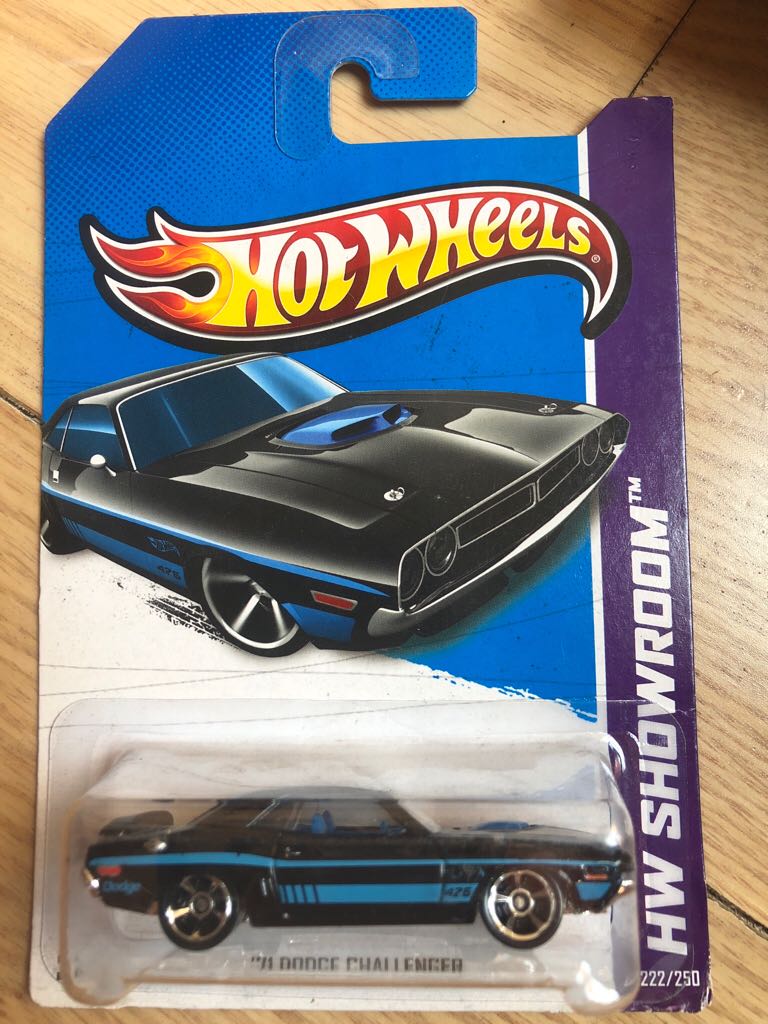 HOT WHEELS®
426
HW SHOWROOM™
Dodge
426
'71 DODGE CHALLENGER
222/250